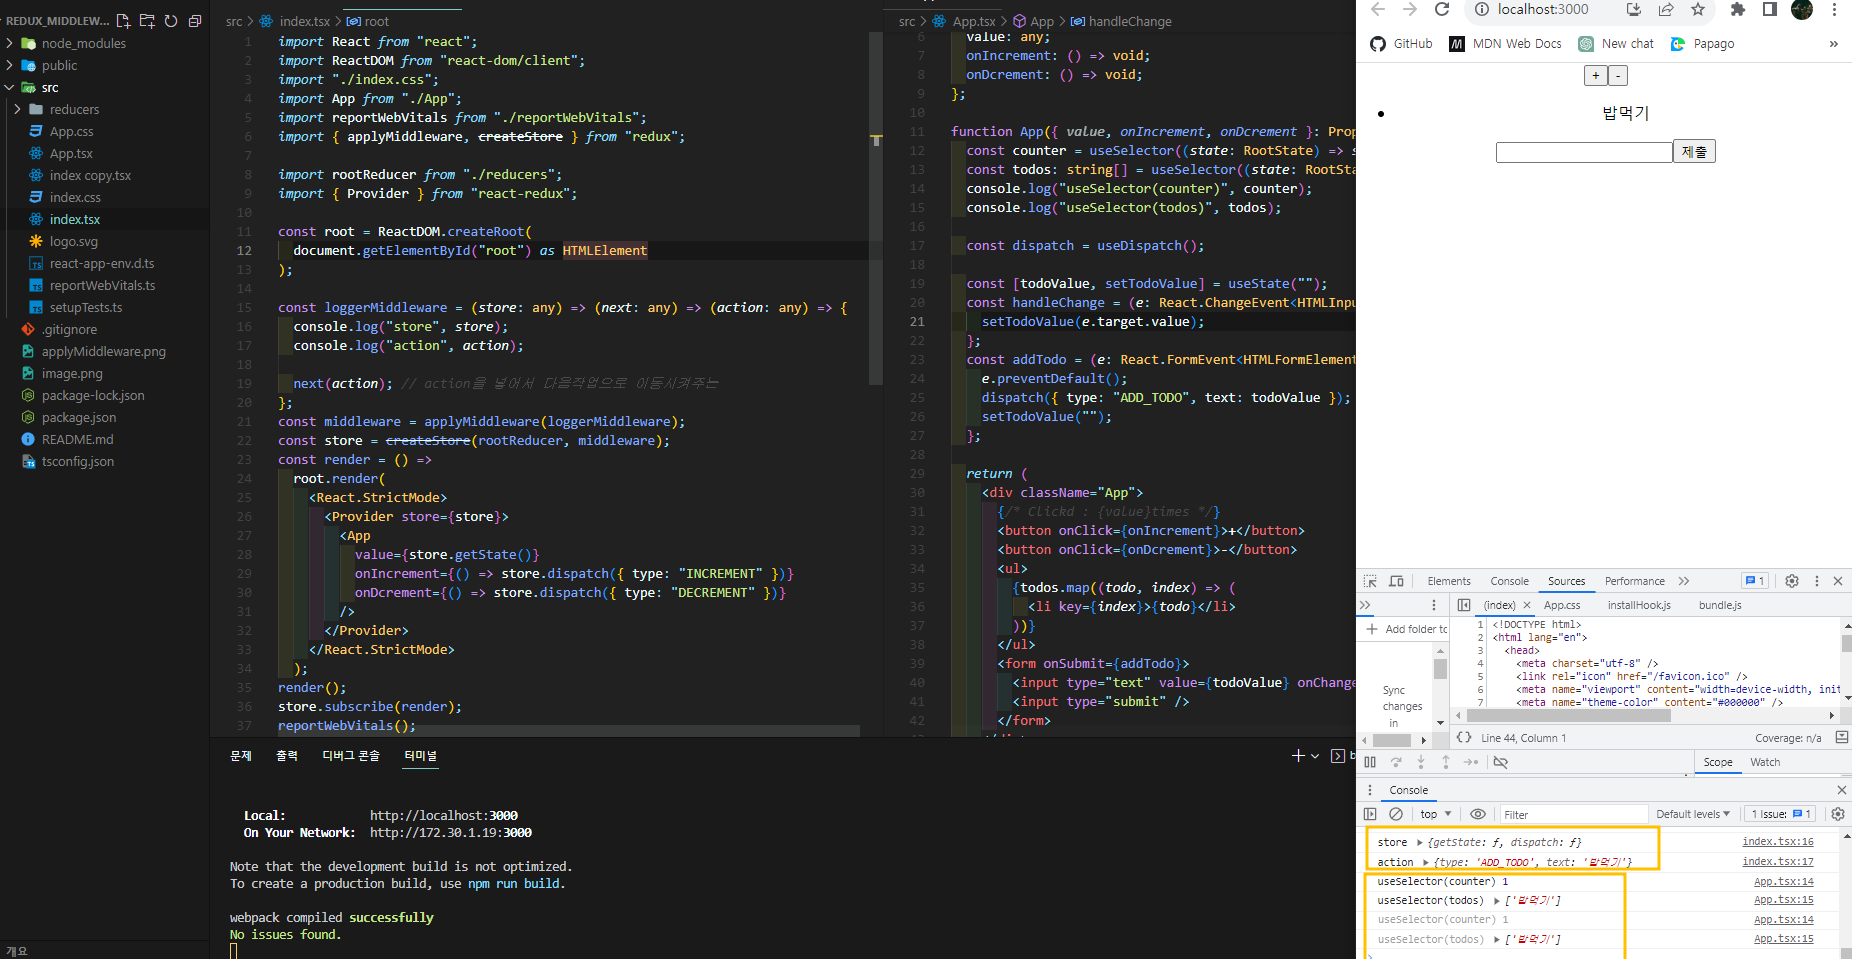 REDUX_MIDDLEW...
node_modules
public
src
reducers
App.css
App.tsx
index copy.tsx
index.css
index.tsx
logo.svg
react-app-env.d.ts
reportWebVitals.ts
setupTests.ts
.gitignore
applyMiddleware.png
image.png
package-lock.json
package.json
README.md
tsconfig.json
개요
src > index.tsx > root
1 import React from "react";
2 import ReactDOM from "react-dom/client";
3 import "./index.css";
4 import App from "./App";
5 import reportWebVitals from "./reportWebVitals";
6 import { applyMiddleware, createStore } from "redux";
7
8 import rootReducer from "./reducers";
9 import { Provider } from "react-redux";
10
11 const root = ReactDOM.createRoot(
12 document.getElementById("root") as HTMLElement
13 );
14
15 const loggerMiddleware = (store: any) => (next: any) => (action: any) => {
16 console.log("store", store);
17 console.log("action", action);
18
19 next(action); // action을 넣어서 다음작업으로 이동시켜주는
20 };
21 const middleware = applyMiddleware(loggerMiddleware);
22 const store = createStore(rootReducer, middleware);
23 const render = () =>
24 root.render(
25 <React.StrictMode>
26 <Provider store={store}>
27 <App
28 value={store.getState()}
29 onIncrement={() => store.dispatch({ type: "INCREMENT" })}
30 onDcrement={() => store.dispatch({ type: "DECREMENT" })}
31 />
32 </Provider>
33 </React.StrictMode>
34 );
35 render();
36 store.subscribe(render);
37 reportWebVitals();
src > App.tsx > App > handleChange
6 value: any;
7 onIncrement: () => void;
8 onDcrement: () => void;
9 };
10
11 function App({ value, onIncrement, onDcrement }: Prop
12 const counter = useSelector((state: RootState) => s
13 const todos: string[] = useSelector((state: RootSta
14 console.log("useSelector(counter)", counter);
15 console.log("useSelector(todos)", todos);
16
17 const dispatch = useDispatch();
18
19 const [todoValue, setTodoValue] = useState("");
20 const handleChange = (e: React.ChangeEvent<HTMLInpu
21 setTodoValue(e.target.value);
22 };
23 const addTodo = (e: React.FormEvent<HTMLFormElement
24 e.preventDefault();
25 dispatch({ type: "ADD_TODO", text: todoValue });
26 setTodoValue("");
27 };
28
29 return (
30 <div className="App">
31 {/* Clickd : {value}times */}
32 <button onClick={onIncrement}>+</button>
33 <button onClick={onDcrement}>-</button>
34 <ul>
35 {todos.map((todo, index) => (
36 <li key={index}>{todo}</li>
37 ))}
38 </ul>
39 <form onSubmit={addTodo}>
40 <input type="text" value={todoValue} onChange
41 <input type="submit" />
42 </form>
문제 출력 디버그 콘솔 터미널
Local: http://localhost:3000
On Your Network: http://172.30.1.19:3000
Note that the development build is not optimized.
To create a production build, use npm run build.
webpack compiled successfully
No issues found.
localhost:3000
GitHub MDN Web Docs New chat Papago »
+ -
밥먹기
제출
Elements Console Sources Performance » 1
(index) × App.css installHook.js bundle.js
Add folder to
Sync
changes
in
1 <!DOCTYPE html>
2 <html lang="en">
3 <head>
4 <meta charset="utf-8" />
5 <link rel="icon" href="/favicon.ico" />
6 <meta name="viewport" content="width=device-width, init
7 <meta name="theme-color" content="#000000" />
{} Line 44, Column 1 Coverage: n/a
Scope Watch
Console
top Filter Default levels 1 Issue: 1
store {getState: ƒ, dispatch: ƒ} index.tsx:16
action {type: 'ADD_TODO', text: '밥먹기'} index.tsx:17
useSelector(counter) 1 App.tsx:14
useSelector(todos) ['밥먹기'] App.tsx:15
useSelector(counter) 1 App.tsx:14
useSelector(todos) ['밥먹기'] App.tsx:15